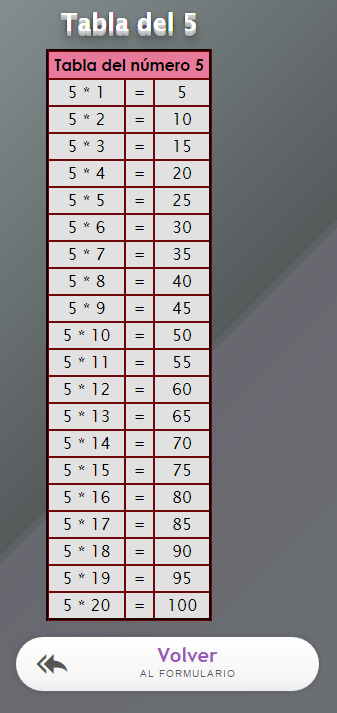 Tabla del 5
Tabla del número 5
5 * 1 = 5
5 * 2 = 10
5 * 3 = 15
5 * 4 = 20
5 * 5 = 25
5 * 6 = 30
5 * 7 = 35
5 * 8 = 40
5 * 9 = 45
5 * 10 = 50
5 * 11 = 55
5 * 12 = 60
5 * 13 = 65
5 * 14 = 70
5 * 15 = 75
5 * 16 = 80
5 * 17 = 85
5 * 18 = 90
5 * 19 = 95
5 * 20 = 100
Volver
AL FORMULARIO